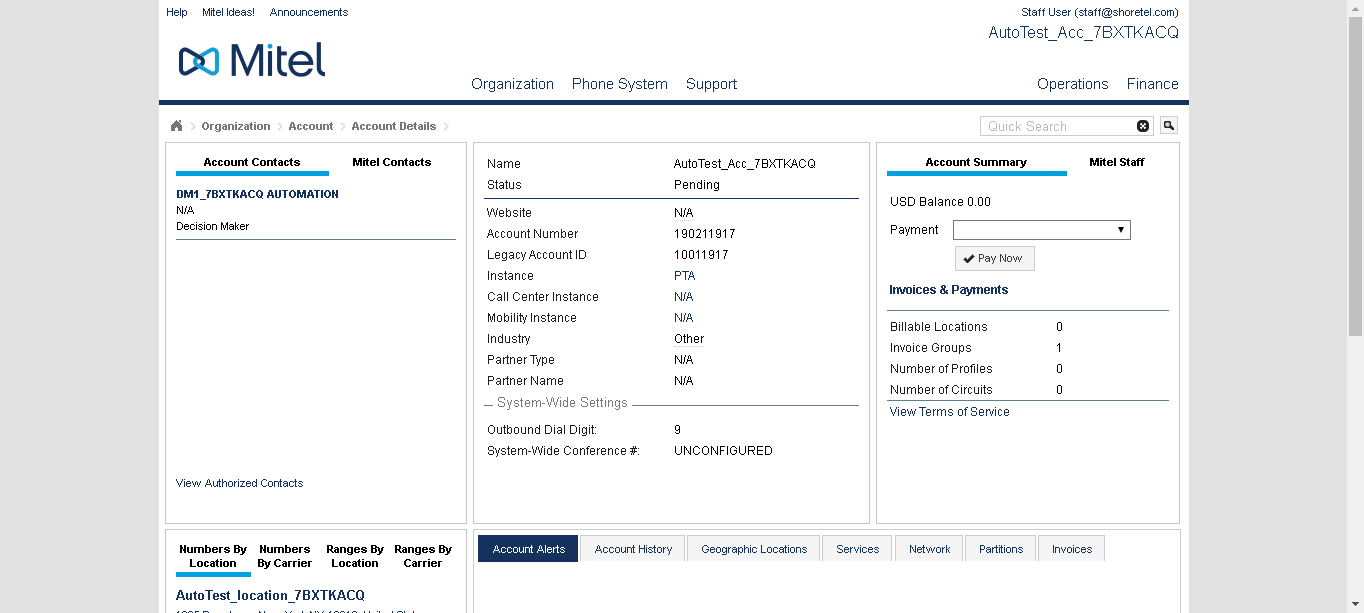 Help Mitel Ideas! Announcements
Staff User (staff@shoretel.com)
AutoTest_Acc_7BXTKACQ
Mitel
Organization Phone System Support Operations Finance
Organization Account Account Details
Quick Search
Account Contacts Mitel Contacts
DM1_7BXTKACQ AUTOMATION
N/A
Decision Maker
View Authorized Contacts
Name AutoTest_Acc_7BXTKACQ
Status Pending
Website N/A
Account Number 190211917
Legacy Account ID 10011917
Instance PTA
Call Center Instance N/A
Mobility Instance N/A
Industry Other
Partner Type N/A
Partner Name N/A
System-Wide Settings
Outbound Dial Digit: 9
System-Wide Conference #: UNCONFIGURED
Account Summary Mitel Staff
USD Balance 0.00
Payment
Pay Now
Invoices & Payments
Billable Locations 0
Invoice Groups 1
Number of Profiles 0
Number of Circuits 0
View Terms of Service
Numbers By Location
Numbers By Carrier
Ranges By Location
Ranges By Carrier
AutoTest_location_7BXTKACQ
Account Alerts Account History Geographic Locations Services Network Partitions Invoices